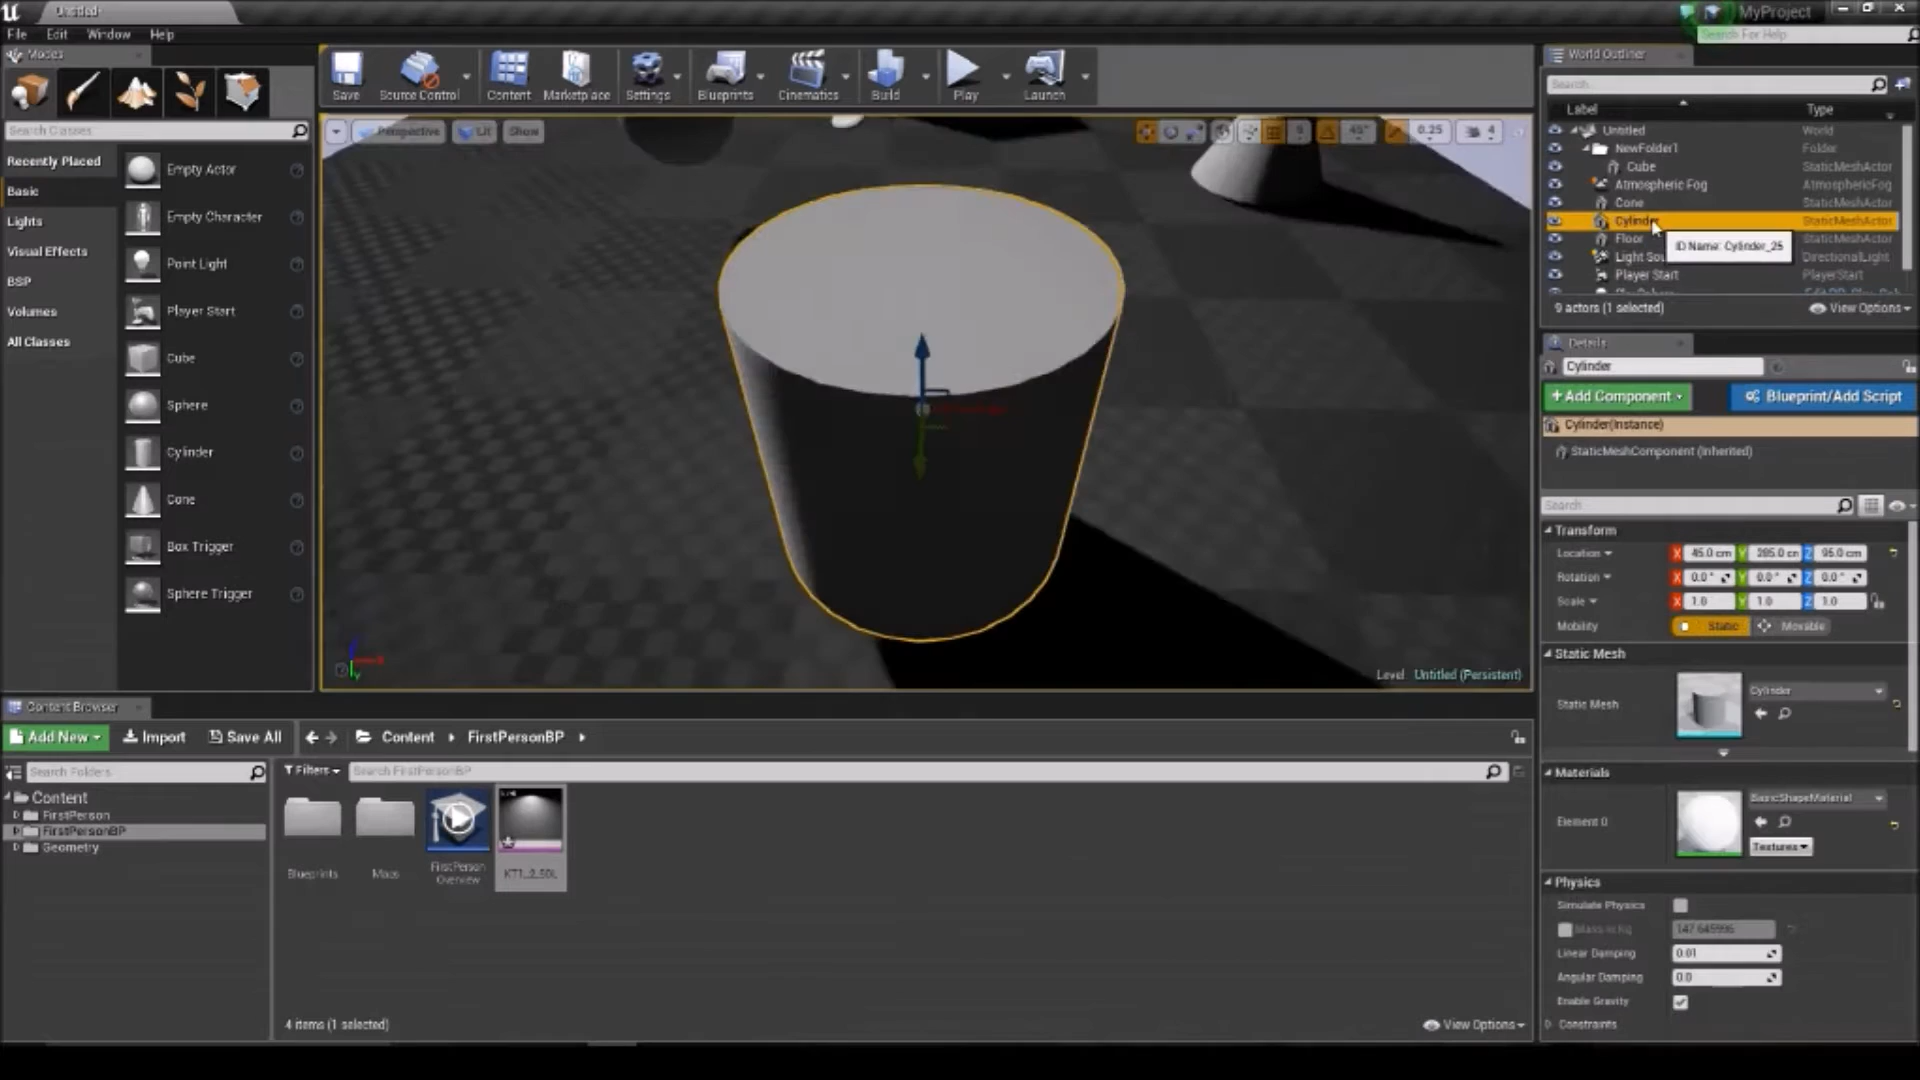 Untitled
MyProject
File Edit Window Help
Search For Help
Modes
Save
Source Control
Content
Marketplace
Settings
Blueprints
Cinematics
Build
Play
Launch
Search Classes
Recently Placed
Basic
Lights
Visual Effects
BSP
Volumes
All Classes
Empty Actor
Empty Character
Point Light
Player Start
Cube
Sphere
Cylinder
Cone
Box Trigger
Sphere Trigger
Perspective
Lit
Show
45°
0.25
4
Level Untitled (Persistent)
World Outliner
Search
Label Type
Untitled World
NewFolder1 Folder
Cube StaticMeshActor
Atmospheric Fog AtmosphericFog
Cone StaticMeshActor
Cylinder StaticMeshActor
Floor StaticMeshActor
Light Sou DirectionalLight
Player Start PlayerStart
ID Name: Cylinder_25
9 actors (1 selected)
View Options
Details
Cylinder
+ Add Component
Blueprint/Add Script
Cylinder(Instance)
StaticMeshComponent (Inherited)
Search
Transform
Location X 45.0 cm Y 285.0 cm Z 95.0 cm
Rotation X 0.0° Y 0.0° Z 0.0°
Scale X 1.0 Y 1.0 Z 1.0
Mobility Static Movable
Static Mesh
Static Mesh
Cylinder
Materials
Element 0
BasicShapeMaterial
Textures
Physics
Simulate Physics
Mass in Kg 147.645996
Linear Damping 0.01
Angular Damping 0.0
Enable Gravity
Constraints
Content Browser
Add New
Import
Save All
Content
FirstPersonBP
Search Folders
Filters
Search FirstPersonBP
Content
FirstPerson
FirstPersonBP
Geometry
Blueprints
Maps
FirstPerson
Overview
4 items (1 selected)
View Options